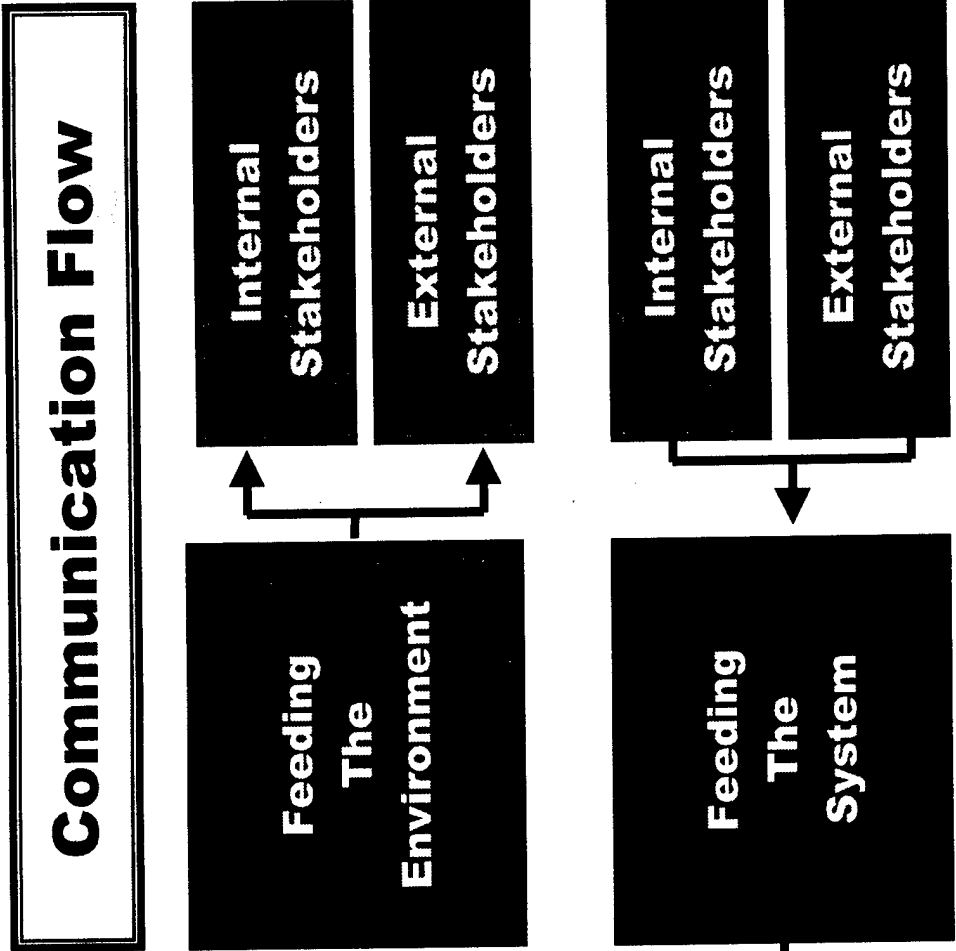 Communication Flow
Feeding
The
Environment
Internal
Stakeholders
External
Stakeholders
Feeding
The
System
Internal
Stakeholders
External
Stakeholders